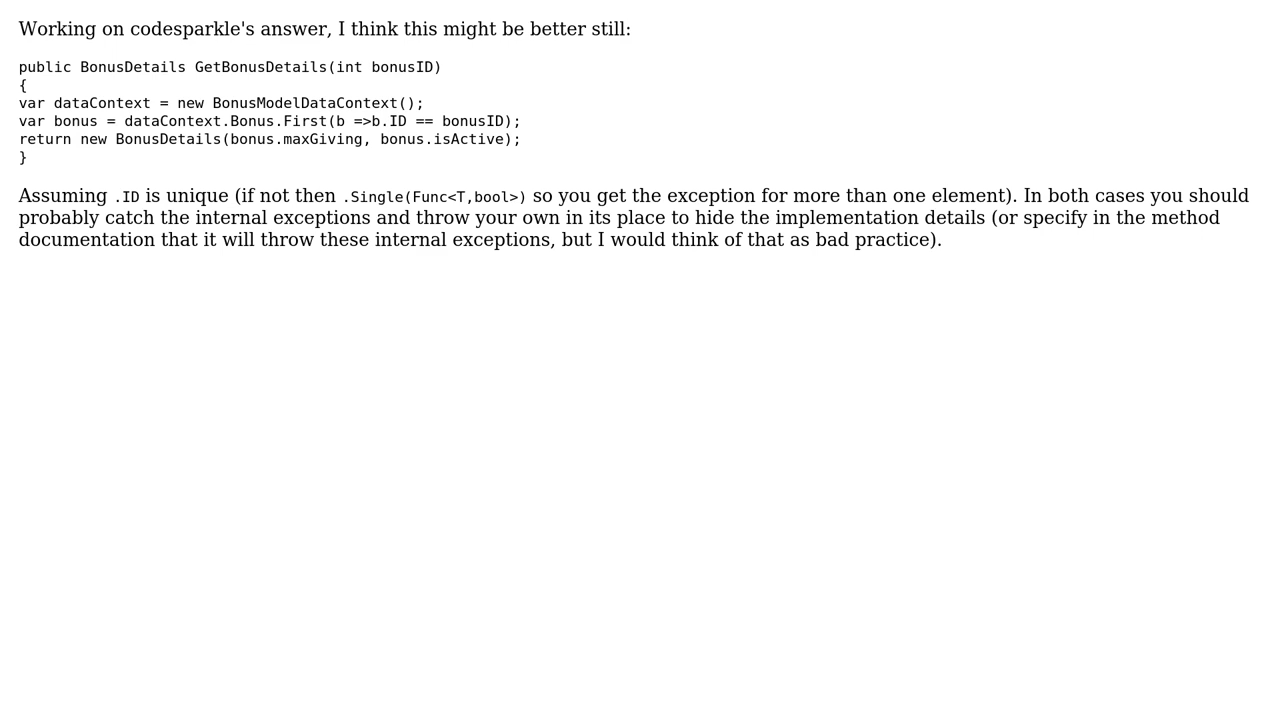 Working on codesparkle's answer, I think this might be better still:
public BonusDetails GetBonusDetails(int bonusID)
{
var dataContext = new BonusModelDataContext();
var bonus = dataContext.Bonus.First(b =>b.ID == bonusID);
return new BonusDetails(bonus.maxGiving, bonus.isActive);
}
Assuming .ID is unique (if not then .Single(Func<T,bool>) so you get the exception for more than one element). In both cases you should
probably catch the internal exceptions and throw your own in its place to hide the implementation details (or specify in the method
documentation that it will throw these internal exceptions, but I would think of that as bad practice).